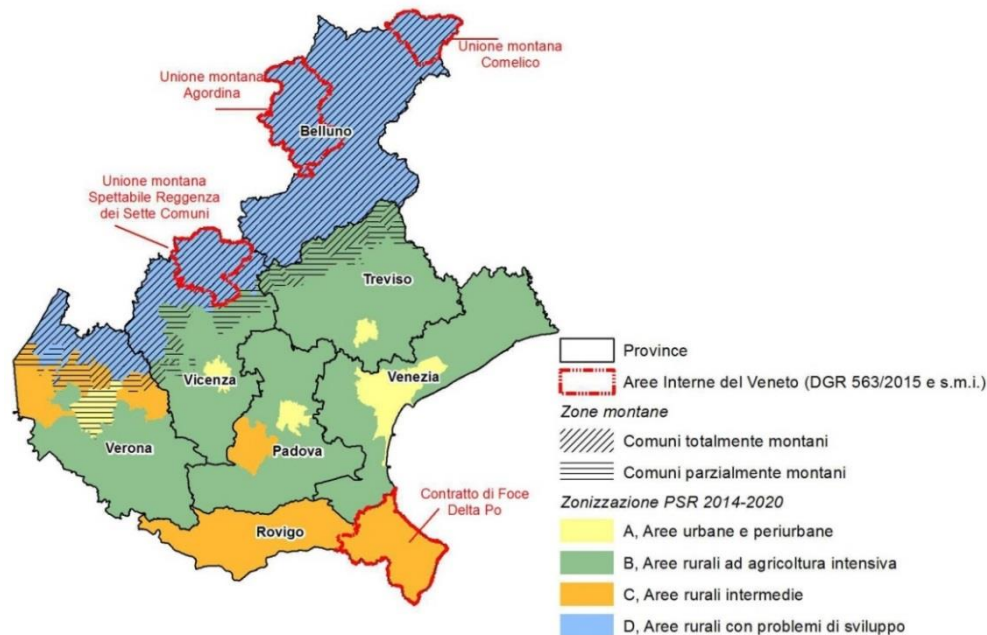 Unione montana
Comelico
Unione montana
Agordina
Belluno
Unione montana
Spettabile Reggenza
dei Sette Comuni
Treviso
Vicenza
Venezia
Verona
Padova
Rovigo
Contratto di Foce
Delta Po
Province
Aree Interne del Veneto (DGR 563/2015 e s.m.i.)
Zone montane
Comuni totalmente montani
Comuni parzialmente montani
Zonizzazione PSR 2014-2020
A, Aree urbane e periurbane
B, Aree rurali ad agricoltura intensiva
C, Aree rurali intermedie
D, Aree rurali con problemi di sviluppo